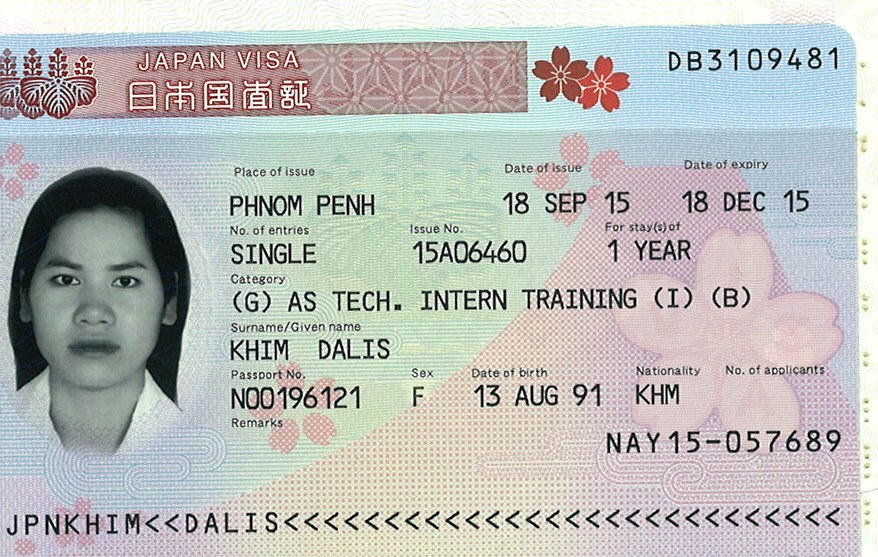 JAPAN VISA
日本国査証
DB3109481
Place of issue Date of issue Date of expiry
PHNOM PENH 18 SEP 15 18 DEC 15
No. of entries Issue No. For stay(s)of
SINGLE 15A06460 1 YEAR
Category
(G) AS TECH. INTERN TRAINING (I) (B)
Surname/Given name
KHIM DALIS
Passport No. Sex Date of birth Nationality No. of applicants
N00196121 F 13 AUG 91 KHM
Remarks
NAY15-057689
JPNKHIM<<DALIS<<<<<<<<<<<<<<<<<<<<<<<<<<<<